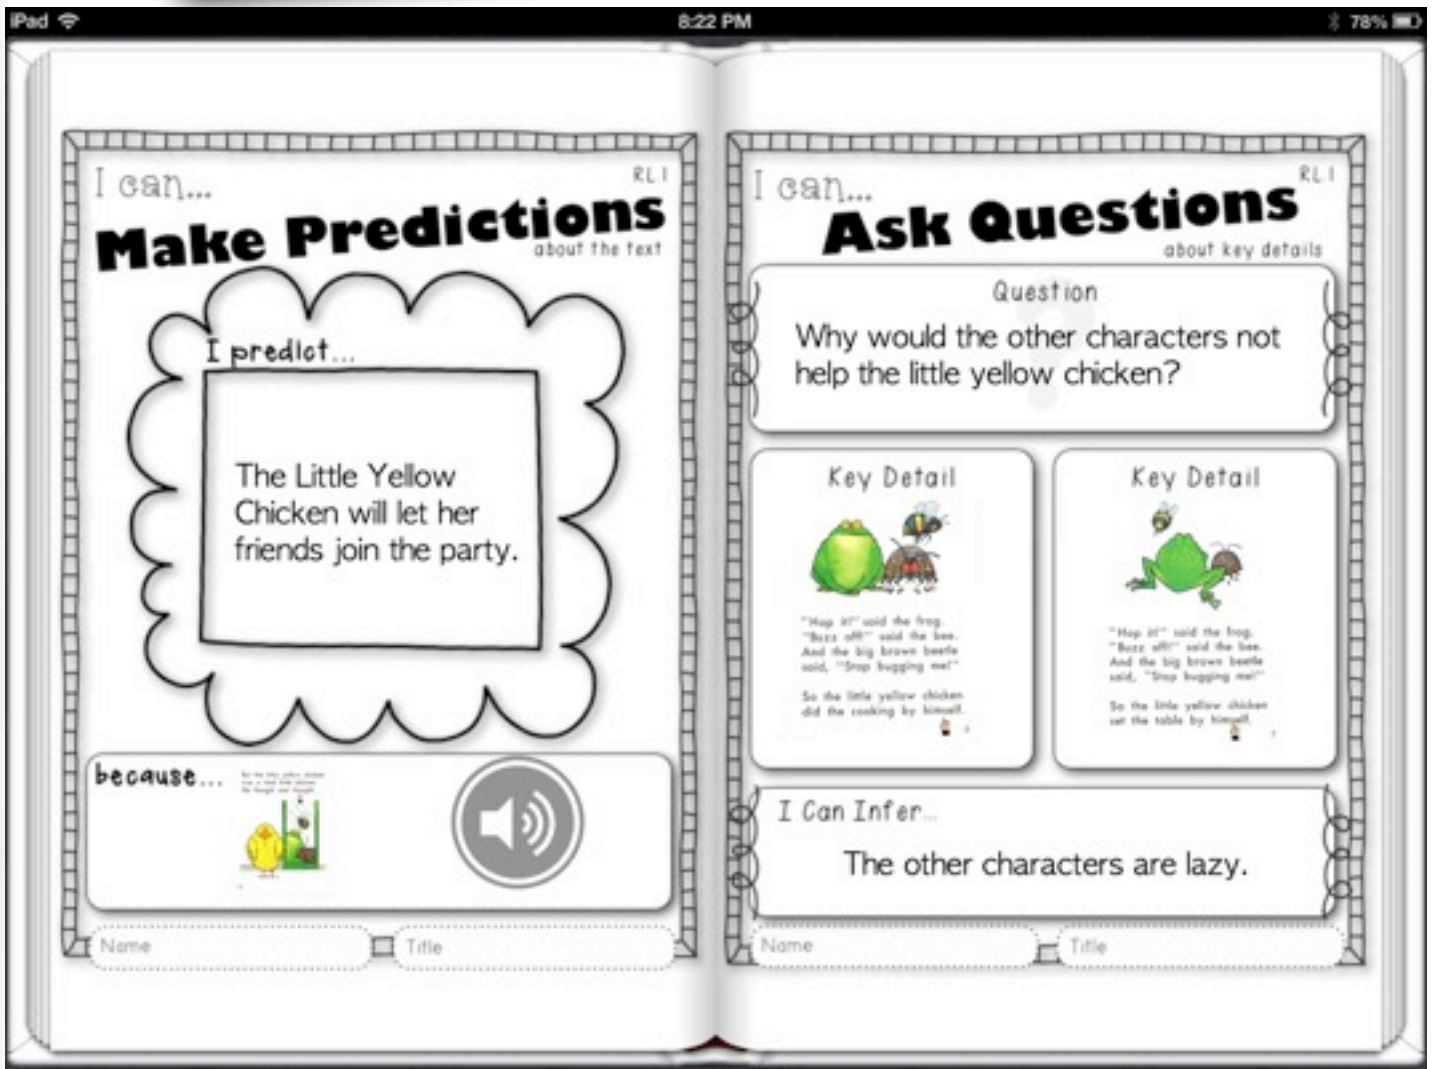 iPad
8:22 PM
78%
I can...
RL.1
Make Predictions
about the text
I predict...
The Little Yellow
Chicken will let her
friends join the party.
because...
Name
Title
I can...
RL.1
Ask Questions
about key details
?
Question
Why would the other characters not
help the little yellow chicken?
Key Detail
"Hop it!" said the frog.
"Buzz off!" said the bee.
And the big brown beetle
said, "Stop bugging me!"
So the little yellow chicken
did the cooking by himself.
Key Detail
"Hop it!" said the frog.
"Buzz off!" said the bee.
And the big brown beetle
said, "Stop bugging me!"
So the little yellow chicken
set the table by himself.
I Can Infer...
The other characters are lazy.
Name
Title